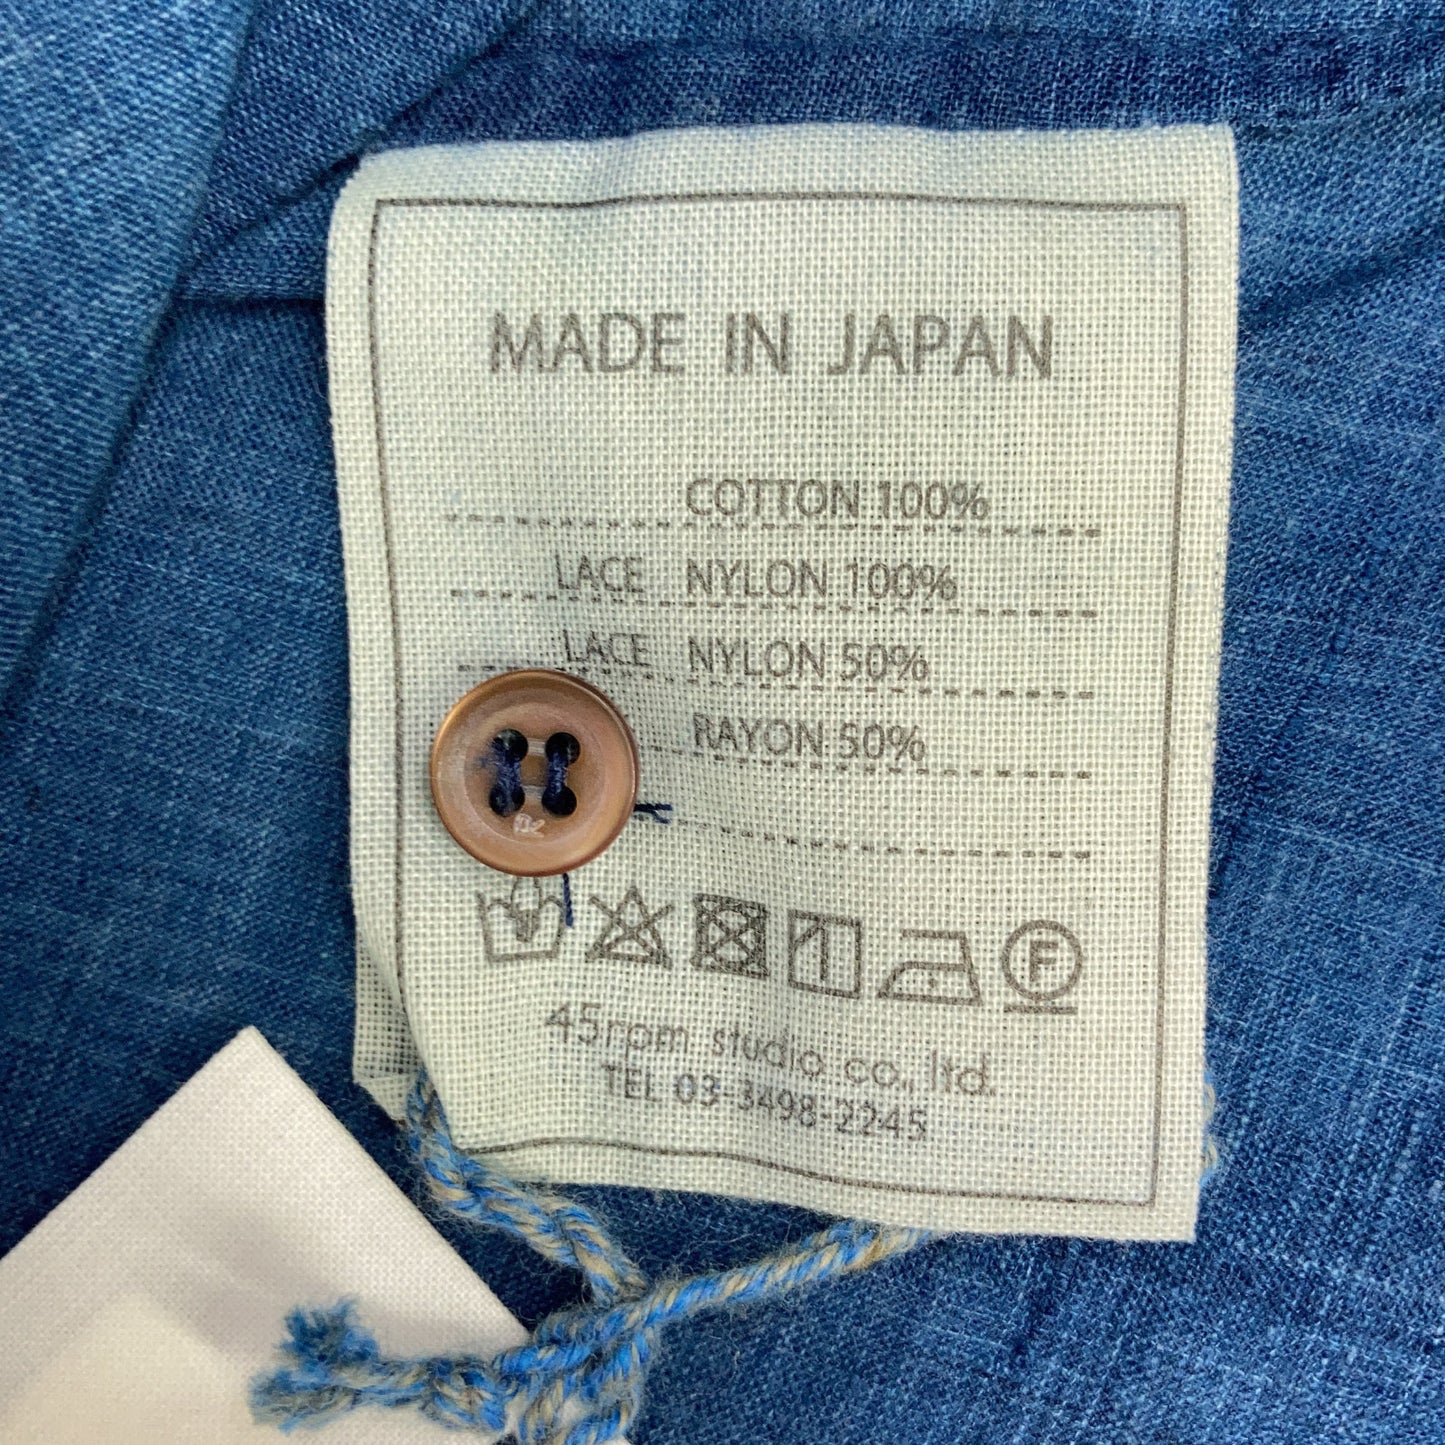 MADE IN JAPAN
COTTON 100%
LACE NYLON 100%
LACE NYLON 50%
RAYON 50%
F
45rpm studio co., ltd.
TEL 03-3498-2245